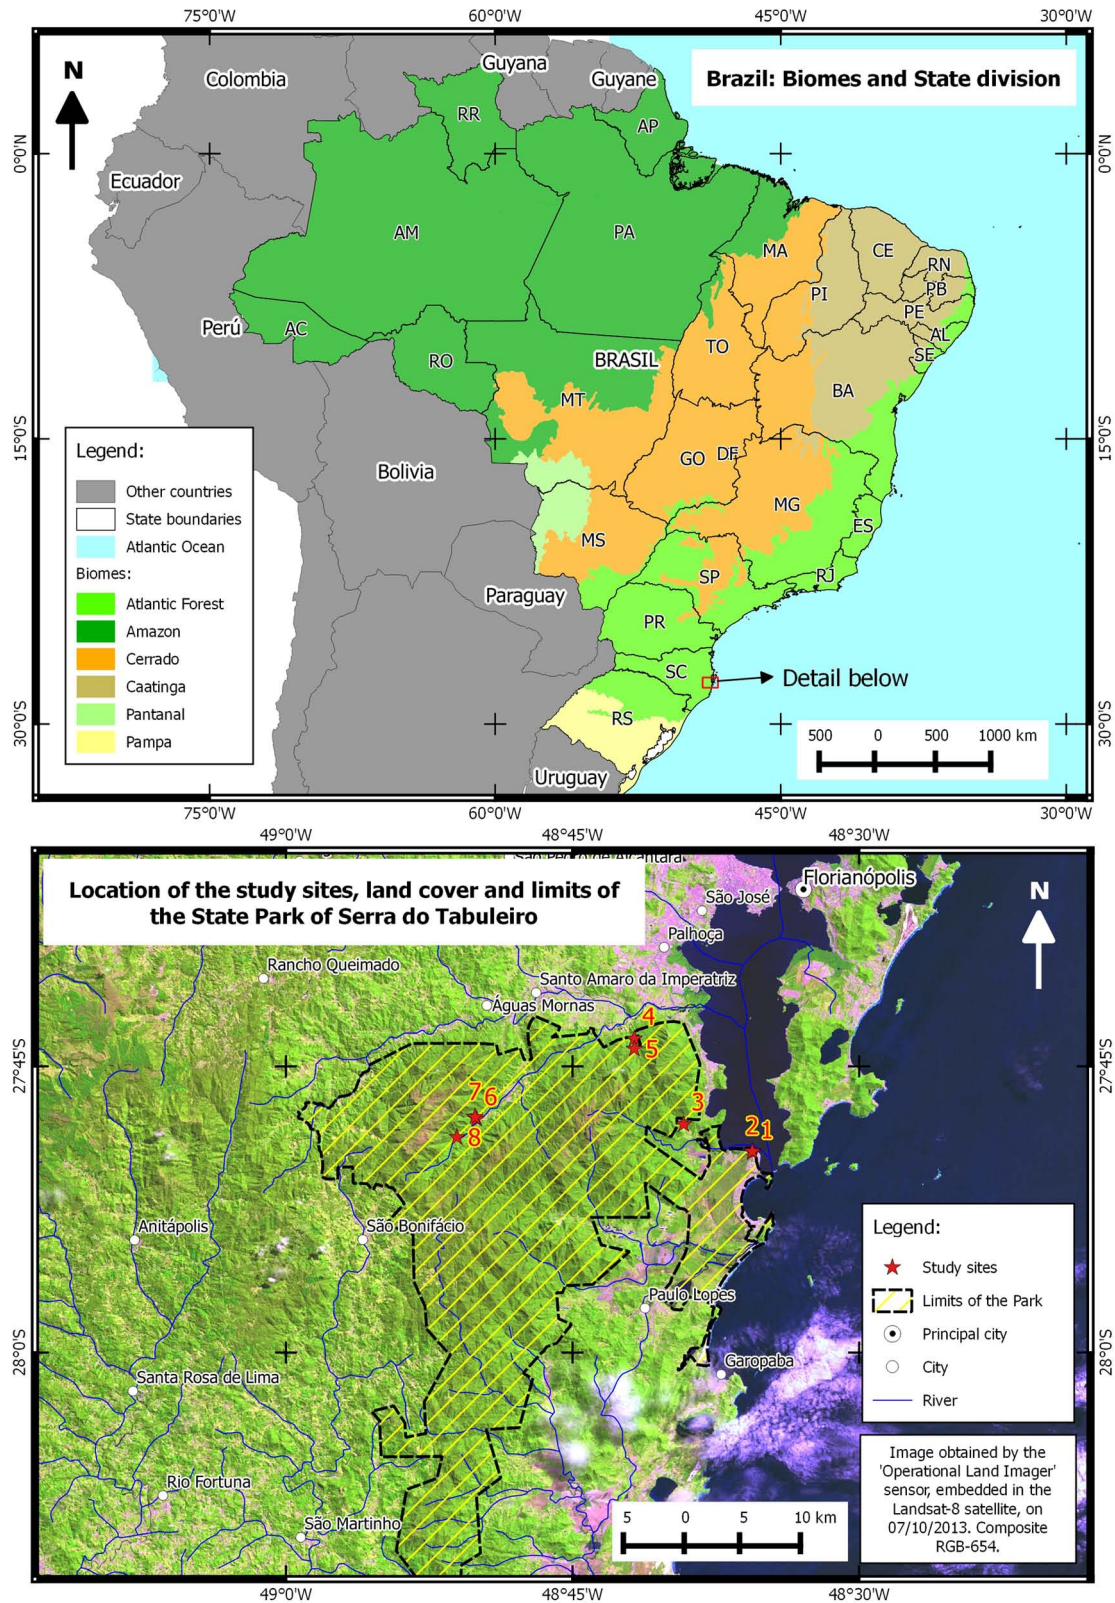 75°0'W 60°0'W 45°0'W 30°0'W
N
Brazil: Biomes and State division
Colombia
Guyana
Guyane
Ecuador
Perú
Bolivia
Paraguay
Uruguay
BRASIL
RR
AP
AM
PA
MA
CE
RN
PB
PE
AL
SE
PI
AC
RO
TO
MT
BA
GO
DF
MG
ES
MS
SP
RJ
PR
SC
RS
0°0'N
15°0'S
30°0'S
0°0'N
15°0'S
30°0'S
Detail below
Legend:
Other countries
State boundaries
Atlantic Ocean
Biomes:
Atlantic Forest
Amazon
Cerrado
Caatinga
Pantanal
Pampa
500 0 500 1000 km
75°0'W 60°0'W 45°0'W 30°0'W
49°0'W 48°45'W 48°30'W
Location of the study sites, land cover and limits of
the State Park of Serra do Tabuleiro
São Pedro de Alcântara
Florianópolis
N
São José
Palhoça
Rancho Queimado
Santo Amaro da Imperatriz
Águas Mornas
4
5
7 6
8
3
2 1
27°45'S
28°0'S
27°45'S
28°0'S
Anitápolis
São Bonifácio
Paulo Lopes
Garopaba
Santa Rosa de Lima
Rio Fortuna
São Martinho
Legend:
Study sites
Limits of the Park
Principal city
City
River
Image obtained by the
'Operational Land Imager'
sensor, embedded in the
Landsat-8 satellite, on
07/10/2013. Composite
RGB-654.
5 0 5 10 km
49°0'W 48°45'W 48°30'W